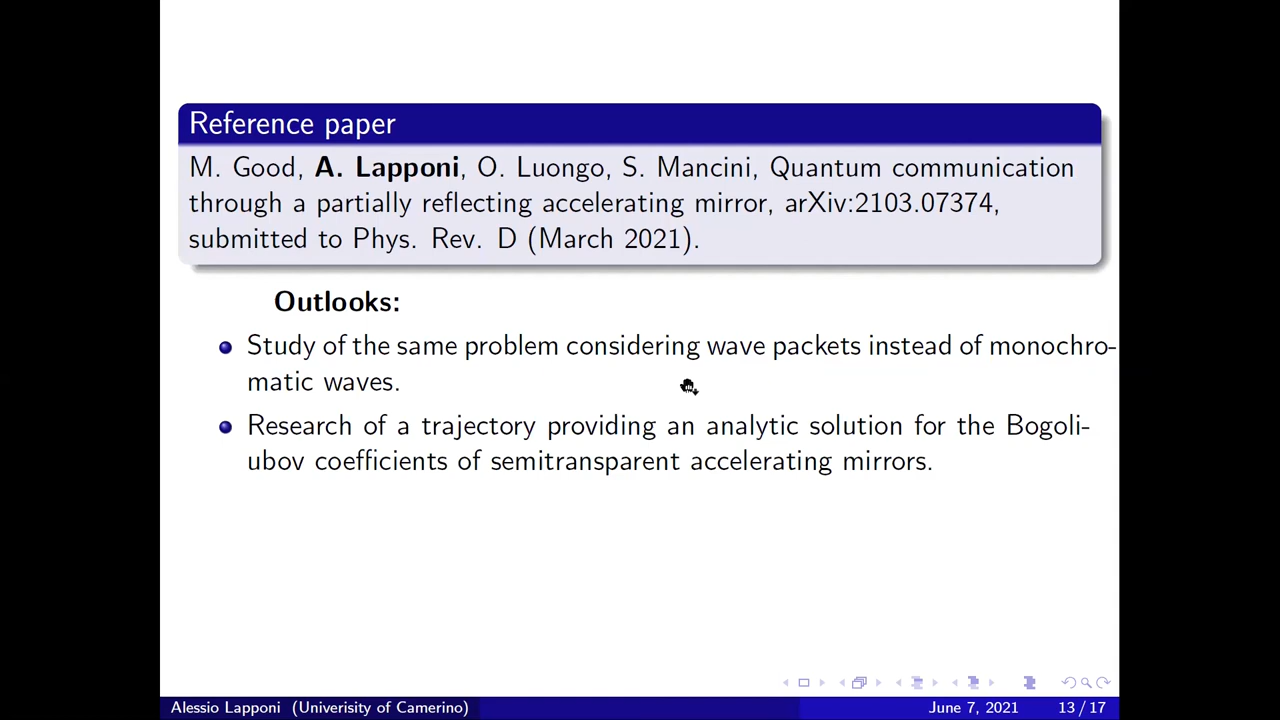 Reference paper
M. Good, A. Lapponi, O. Luongo, S. Mancini, Quantum communication
through a partially reflecting accelerating mirror, arXiv:2103.07374,
submitted to Phys. Rev. D (March 2021).
Outlooks:
Study of the same problem considering wave packets instead of monochro-
matic waves.
Research of a trajectory providing an analytic solution for the Bogoli-
ubov coefficients of semitransparent accelerating mirrors.
Alessio Lapponi (Univerisity of Camerino) June 7, 2021 13 / 17